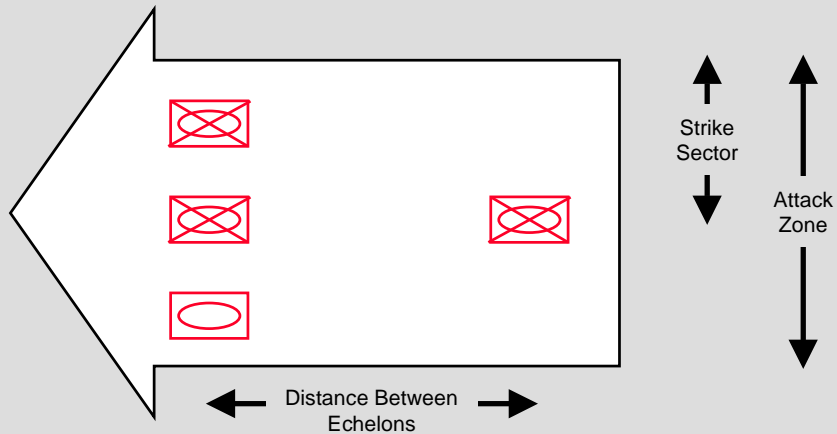 Strike
Sector
Attack
Zone
Distance Between
Echelons